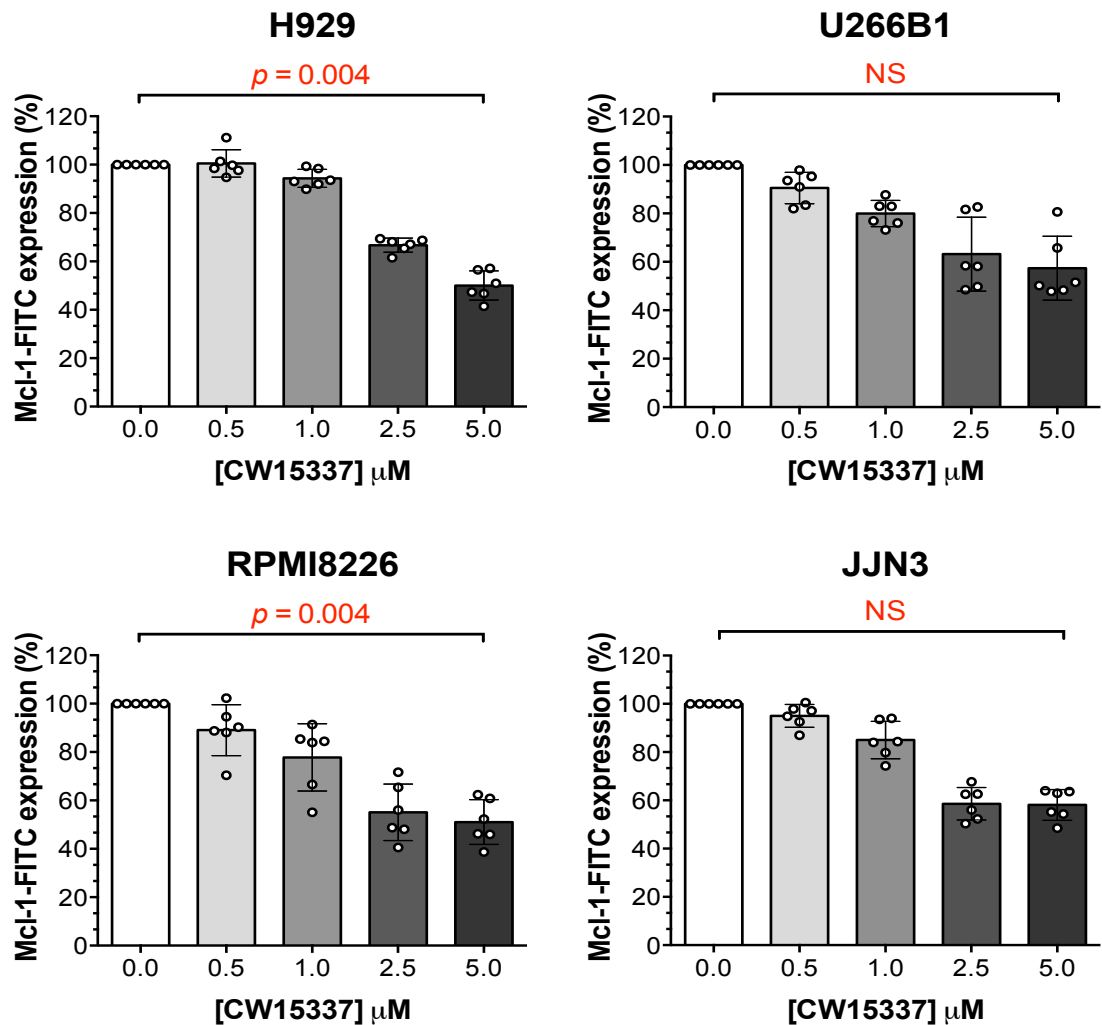 H929
p = 0.004
Mcl-1-FITC expression (%)
120
100
80
60
40
20
0
0.0 0.5 1.0 2.5 5.0
[CW15337] μM
U266B1
NS
Mcl-1-FITC expression (%)
120
100
80
60
40
20
0
0.0 0.5 1.0 2.5 5.0
[CW15337] μM
RPMI8226
p = 0.004
Mcl-1-FITC expression (%)
120
100
80
60
40
20
0
0.0 0.5 1.0 2.5 5.0
[CW15337] μM
JJN3
NS
Mcl-1-FITC expression (%)
120
100
80
60
40
20
0
0.0 0.5 1.0 2.5 5.0
[CW15337] μM